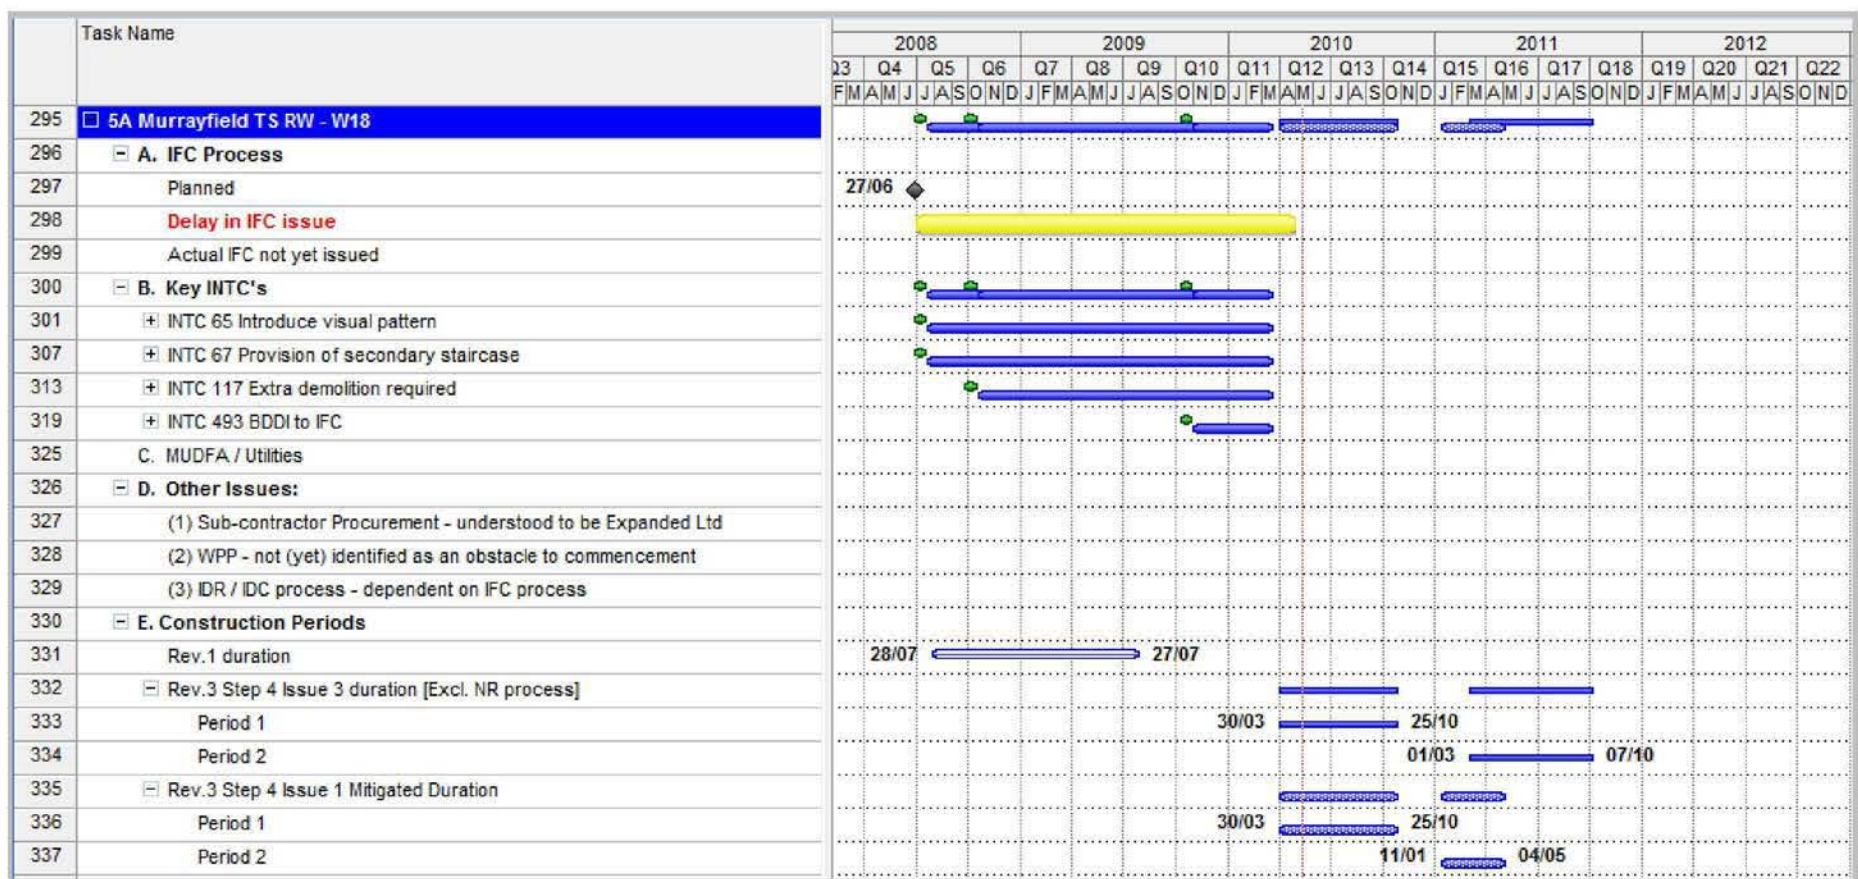 Task Name
2008 2009 2010 2011 2012
Q3 Q4 Q5 Q6 Q7 Q8 Q9 Q10 Q11 Q12 Q13 Q14 Q15 Q16 Q17 Q18 Q19 Q20 Q21 Q22
F M A M J J A S O N D J F M A M J J A S O N D J F M A M J J A S O N D J F M A M J J A S O N D J F M A M J J A S O N D
295 5A Murrayfield TS RW - W18
296 A. IFC Process
297 Planned 27/06
298 Delay in IFC issue
299 Actual IFC not yet issued
300 B. Key INTC's
301 INTC 65 Introduce visual pattern
307 INTC 67 Provision of secondary staircase
313 INTC 117 Extra demolition required
319 INTC 493 BDDI to IFC
325 C. MUDFA / Utilities
326 D. Other Issues:
327 (1) Sub-contractor Procurement - understood to be Expanded Ltd
328 (2) WPP - not (yet) identified as an obstacle to commencement
329 (3) IDR / IDC process - dependent on IFC process
330 E. Construction Periods
331 Rev.1 duration 28/07 27/07
332 Rev.3 Step 4 Issue 3 duration [Excl. NR process]
333 Period 1 30/03 25/10
334 Period 2 01/03 07/10
335 Rev.3 Step 4 Issue 1 Mitigated Duration
336 Period 1 30/03 25/10
337 Period 2 11/01 04/05